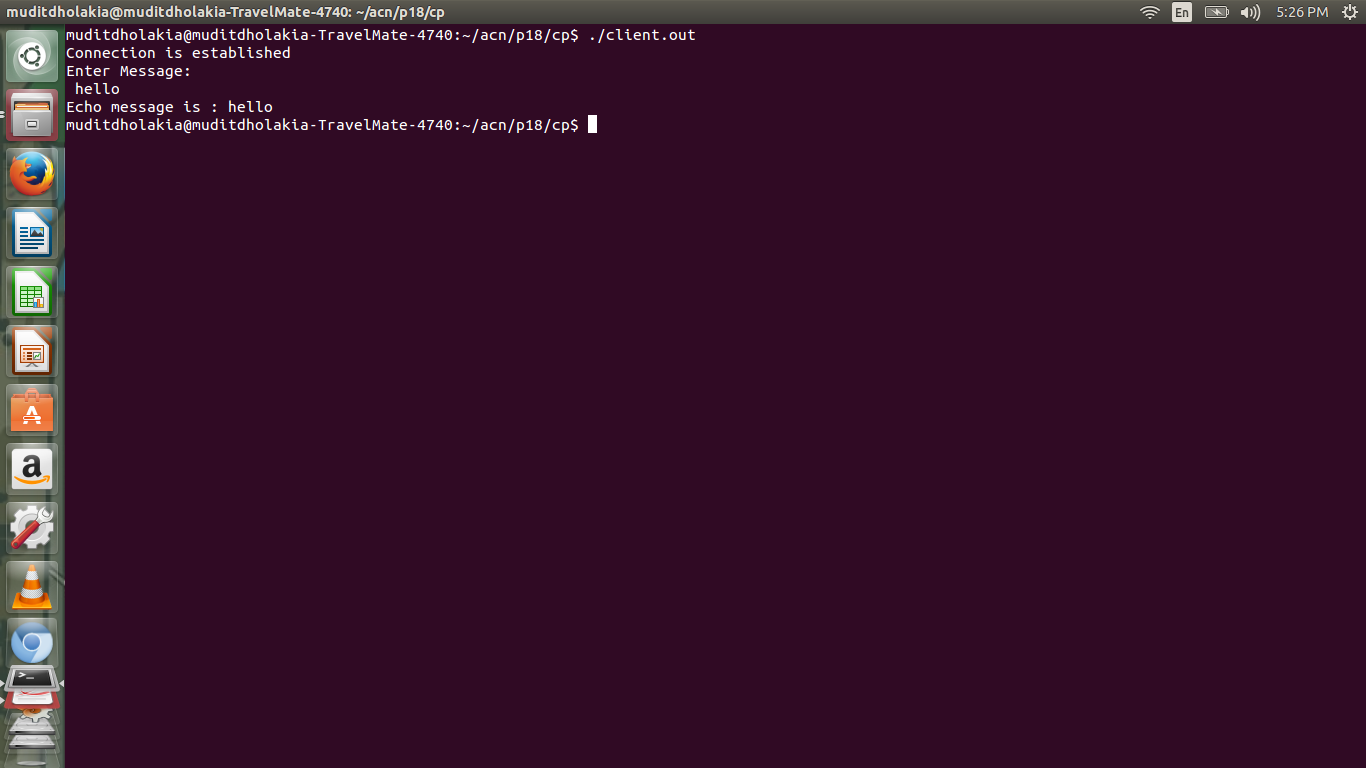 muditdholakia@muditdholakia-TravelMate-4740: ~/acn/p18/cp
En
5:26 PM
muditdholakia@muditdholakia-TravelMate-4740:~/acn/p18/cp$ ./client.out
Connection is established
Enter Message:
 hello
Echo message is : hello
muditdholakia@muditdholakia-TravelMate-4740:~/acn/p18/cp$